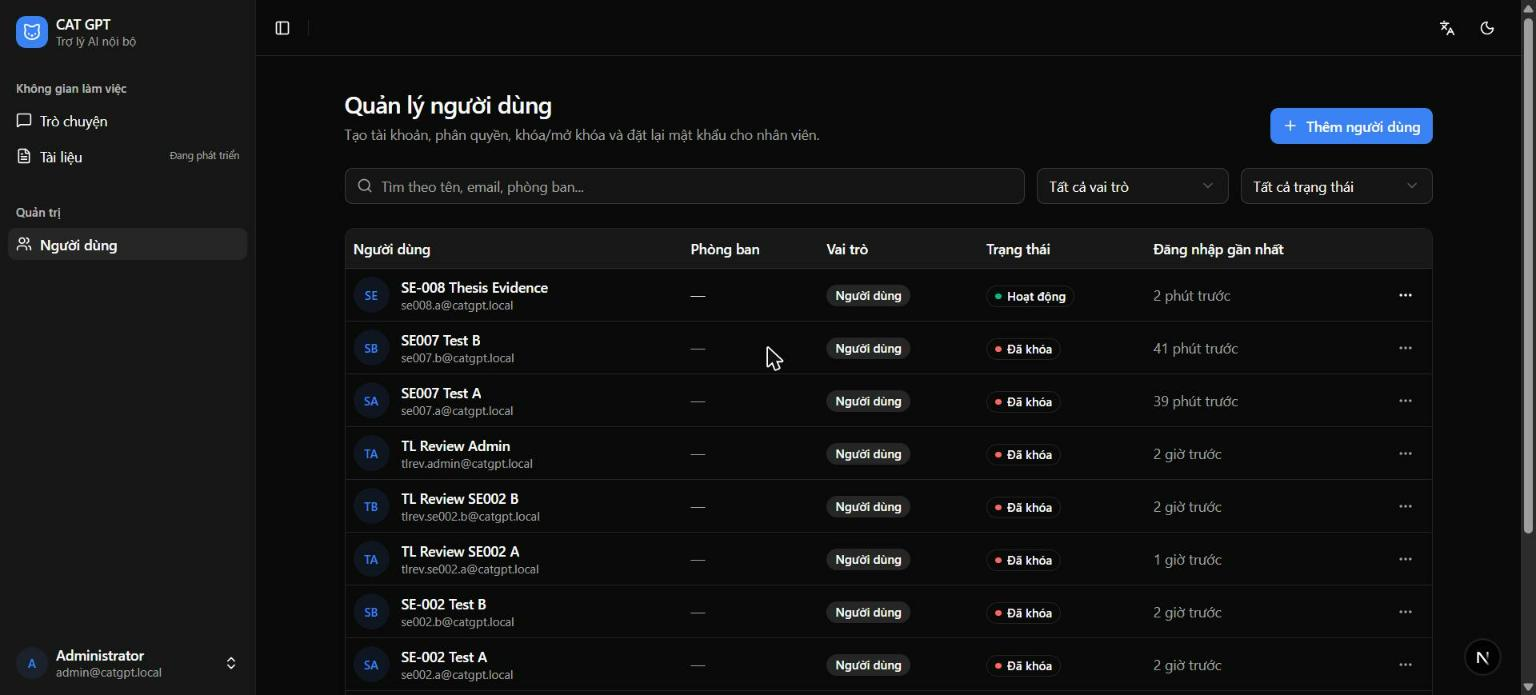 CAT GPT
Trợ lý AI nội bộ
Không gian làm việc
Trò chuyện
Tài liệu Đang phát triển
Quản trị
Người dùng
Administrator
A
admin@catgpt.local
Quản lý người dùng
Tạo tài khoản, phân quyền, khóa/mở khóa và đặt lại mật khẩu cho nhân viên.
+ Thêm người dùng
Tìm theo tên, email, phòng ban...
Tất cả vai trò
Tất cả trạng thái
Người dùng Phòng ban Vai trò Trạng thái Đăng nhập gần nhất
SE SE-008 Thesis Evidence — Người dùng Hoạt động 2 phút trước ...
se008.a@catgpt.local
SB SE007 Test B — Người dùng Đã khóa 41 phút trước ...
se007.b@catgpt.local
SA SE007 Test A — Người dùng Đã khóa 39 phút trước ...
se007.a@catgpt.local
TA TL Review Admin — Người dùng Đã khóa 2 giờ trước ...
tlrev.admin@catgpt.local
TB TL Review SE002 B — Người dùng Đã khóa 2 giờ trước ...
tlrev.se002.b@catgpt.local
TA TL Review SE002 A — Người dùng Đã khóa 1 giờ trước ...
tlrev.se002.a@catgpt.local
SB SE-002 Test B — Người dùng Đã khóa 2 giờ trước ...
se002.b@catgpt.local
SA SE-002 Test A — Người dùng Đã khóa 2 giờ trước ...
se002.a@catgpt.local
N